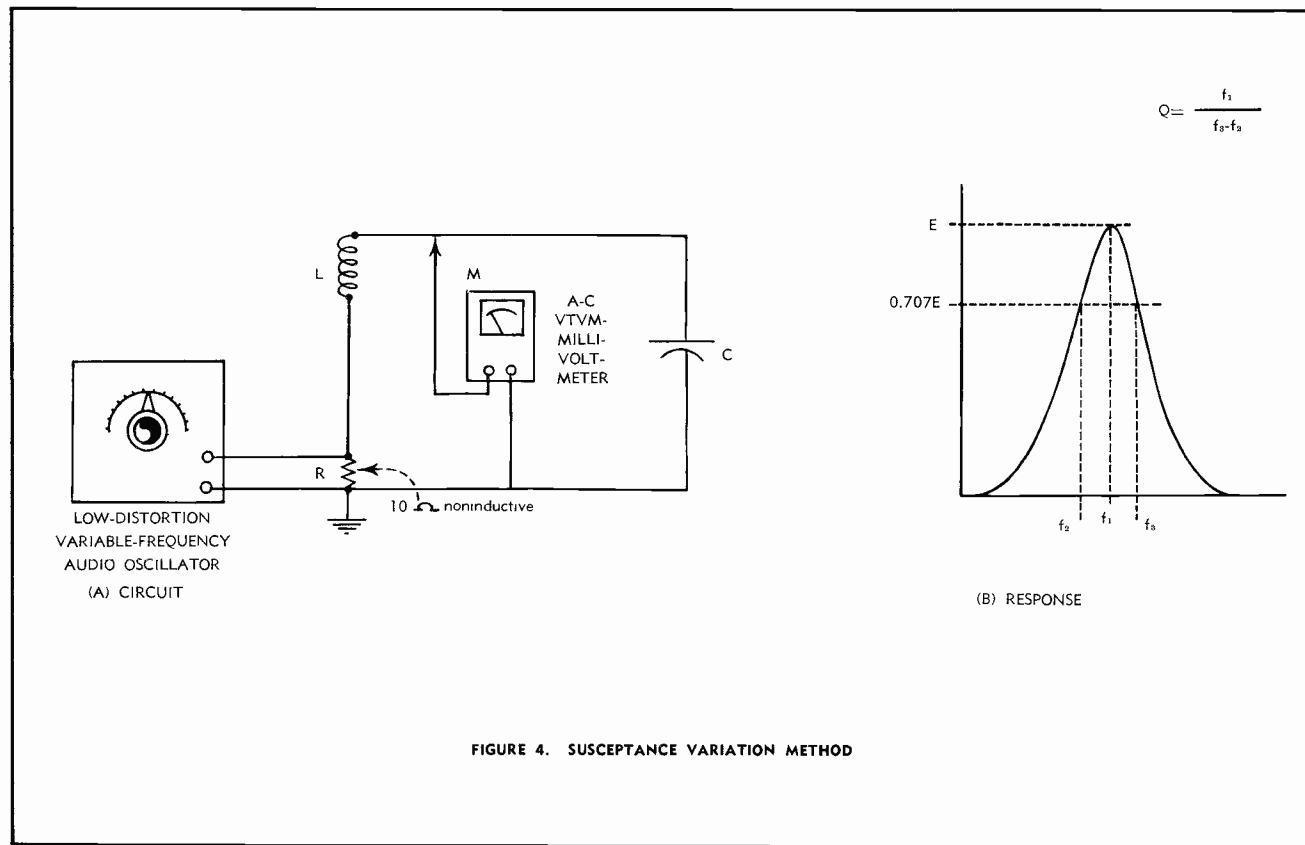 Q= f₁
f₃-f₂
L
M
A-C
VTVM-
MILLI-
VOLT-
METER
C
R
10 Ω noninductive
LOW-DISTORTION
VARIABLE-FREQUENCY
AUDIO OSCILLATOR
(A) CIRCUIT
E
0.707E
f₂ f₁ f₃
(B) RESPONSE
FIGURE 4. SUSCEPTANCE VARIATION METHOD